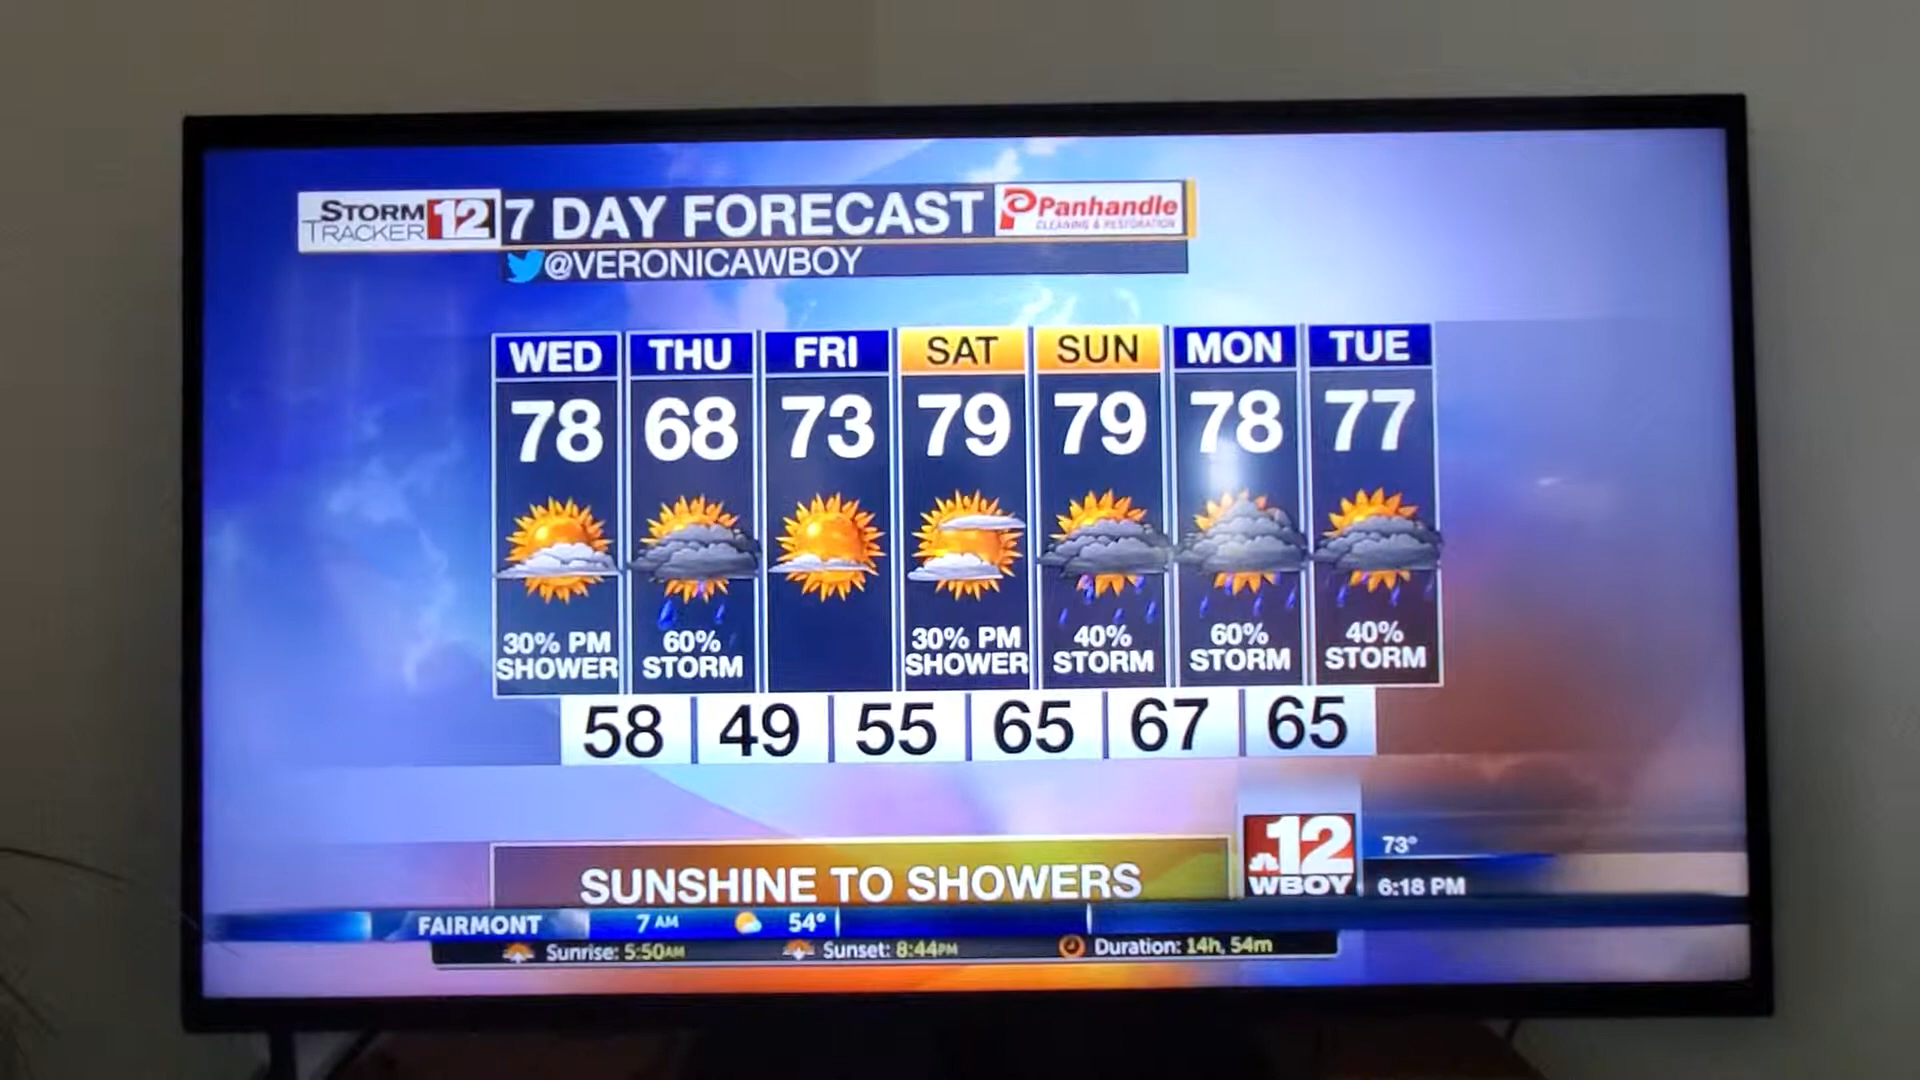 STORM TRACKER 12 7 DAY FORECAST Panhandle
CLEANING & RESTORATION
@VERONICAWBOY
WED THU FRI SAT SUN MON TUE
78 68 73 79 79 78 77
30% PM 60% 30% PM 40% 60% 40%
SHOWER STORM SHOWER STORM STORM STORM
58 49 55 65 67 65
SUNSHINE TO SHOWERS
12
WBOY
73°
6:18 PM
FAIRMONT 7 AM 54°
Sunrise: 5:50AM Sunset: 8:44PM Duration: 14h, 54m